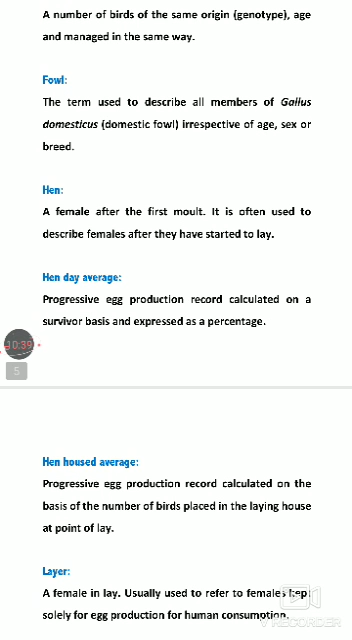 A number of birds of the same origin (genotype), age
and managed in the same way.
Fowl:
The term used to describe all members of Gallus
domesticus (domestic fowl) irrespective of age, sex or
breed.
Hen:
A female after the first moult. It is often used to
describe females after they have started to lay.
Hen day average:
Progressive egg production record calculated on a
survivor basis and expressed as a percentage.
10:39
5
Hen housed average:
Progressive egg production record calculated on the
basis of the number of birds placed in the laying house
at point of lay.
Layer:
A female in lay. Usually used to refer to females kept
solely for egg production for human consumption.
RECORDER